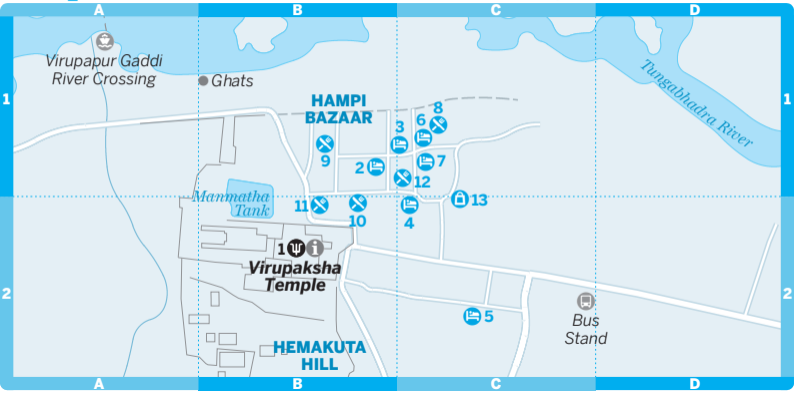 A
B
C
D
Virupapur Gaddi
River Crossing
Ghats
Tungabhadra River
1
1
HAMPI
BAZAAR
8
6
3
9
2
7
12
Manmatha
Tank
11
10
4
13
1
i
Virupaksha
Temple
2
2
5
Bus
Stand
HEMAKUTA
HILL
A
B
C
D